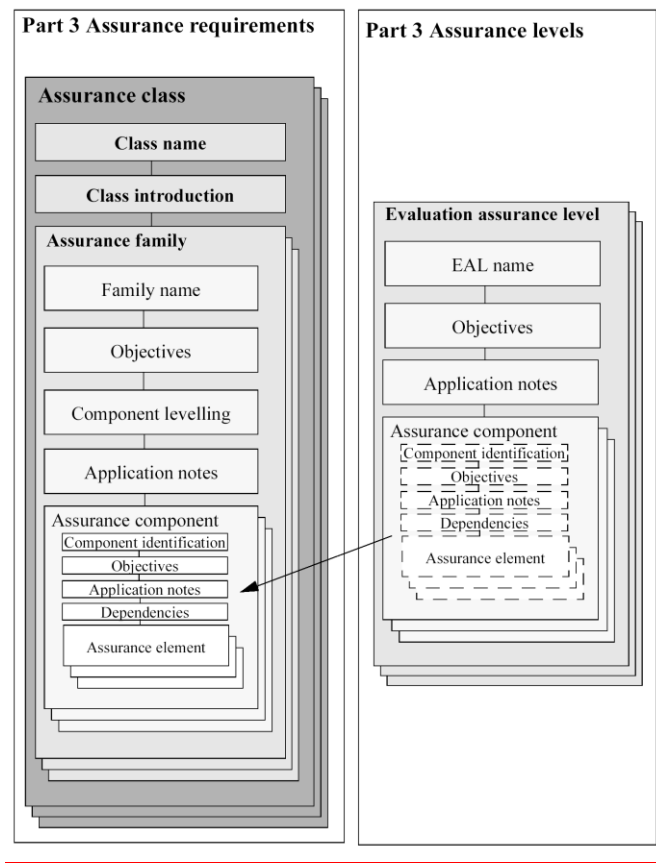 Part 3 Assurance requirements
Assurance class
Class name
Class introduction
Assurance family
Family name
Objectives
Component levelling
Application notes
Assurance component
Component identification
Objectives
Application notes
Dependencies
Assurance element
Part 3 Assurance levels
Evaluation assurance level
EAL name
Objectives
Application notes
Assurance component
Component identification
Objectives
Application notes
Dependencies
Assurance element